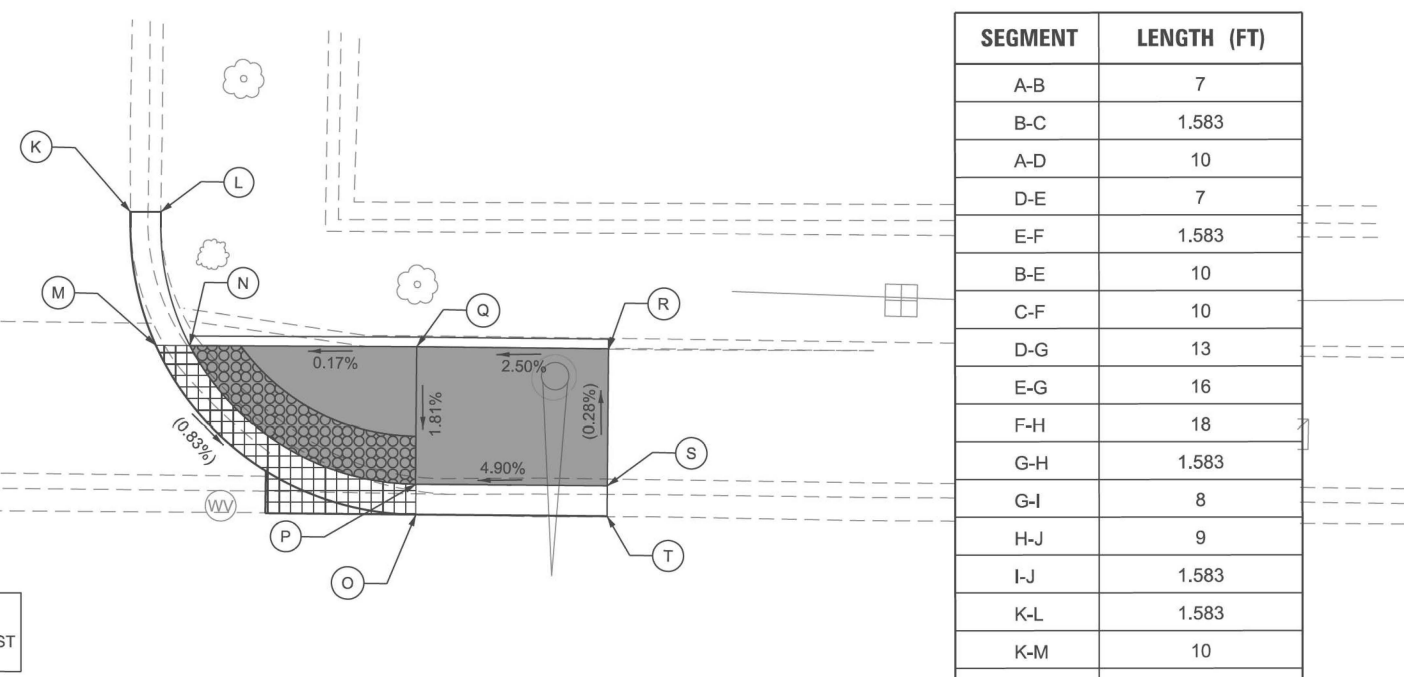 K
L
M
N
Q
R
0.17%
2.50%
1.81%
(0.28%)
(0.83%)
4.90%
S
WV
P
O
T
ST
SEGMENT LENGTH (FT)
A-B 7
B-C 1.583
A-D 10
D-E 7
E-F 1.583
B-E 10
C-F 10
D-G 13
E-G 16
F-H 18
G-H 1.583
G-I 8
H-J 9
I-J 1.583
K-L 1.583
K-M 10